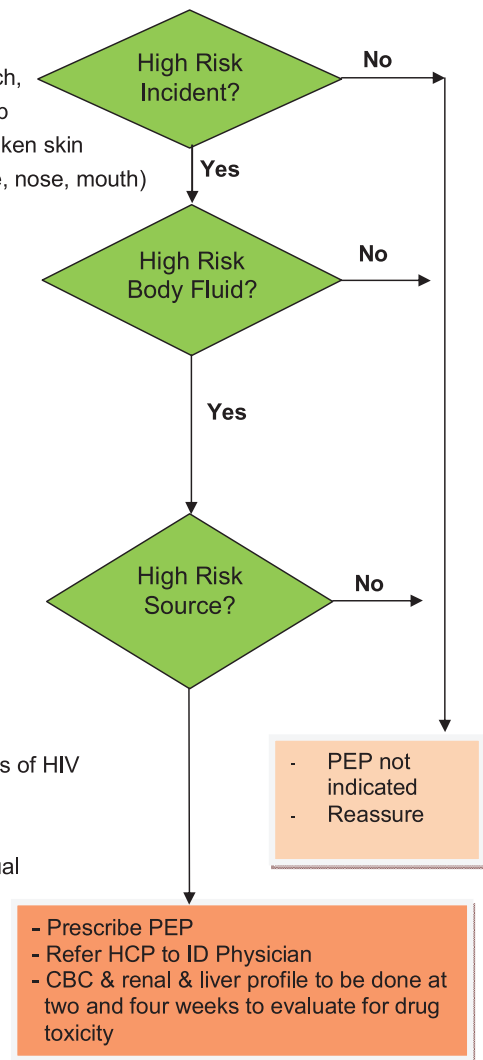 High Risk
Incident?
No
ch,
ken skin
, nose, mouth)
Yes
High Risk
Body Fluid?
No
Yes
High Risk
Source?
No
s of HIV
- PEP not
indicated
- Reassure
ual
- Prescribe PEP
- Refer HCP to ID Physician
- CBC & renal & liver profile to be done at
two and four weeks to evaluate for drug
toxicity